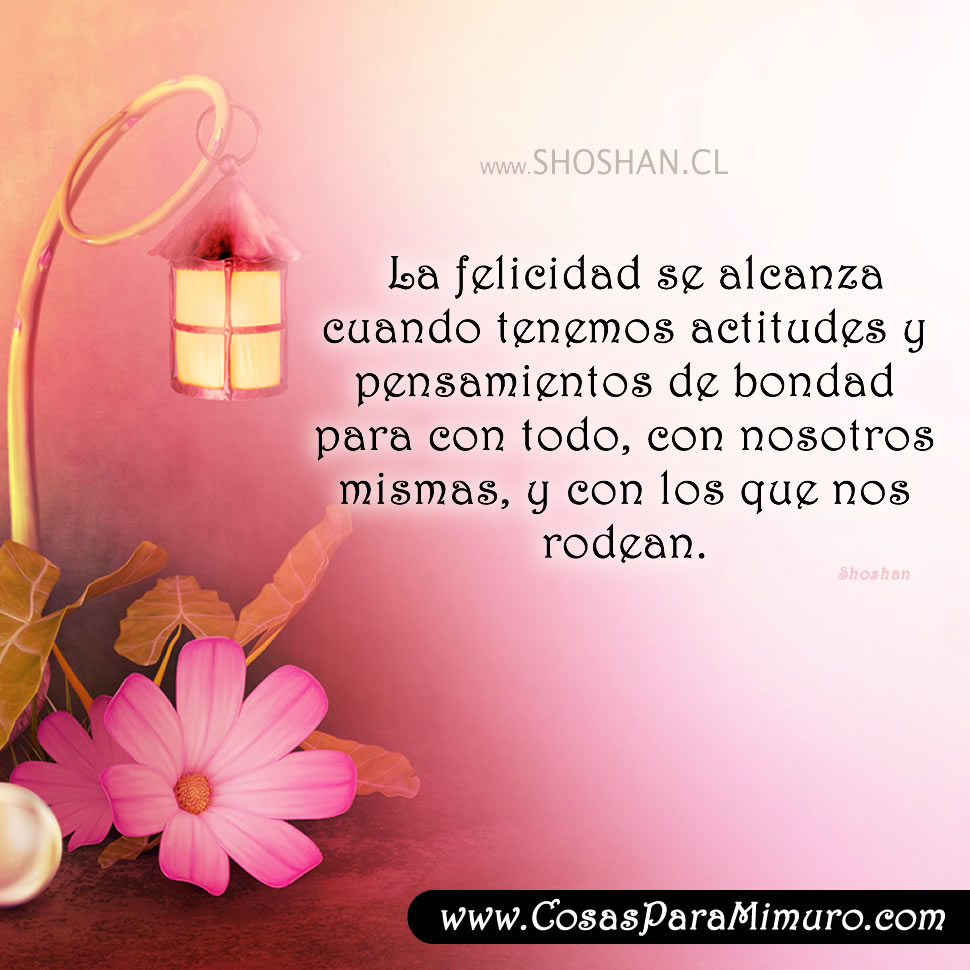 www.SHOSHAN.CL
La felicidad se alcanza
cuando tenemos actitudes y
pensamientos de bondad
para con todo, con nosotros
mismas, y con los que nos
rodean.
Shoshan
www.CosasParaMimuro.com